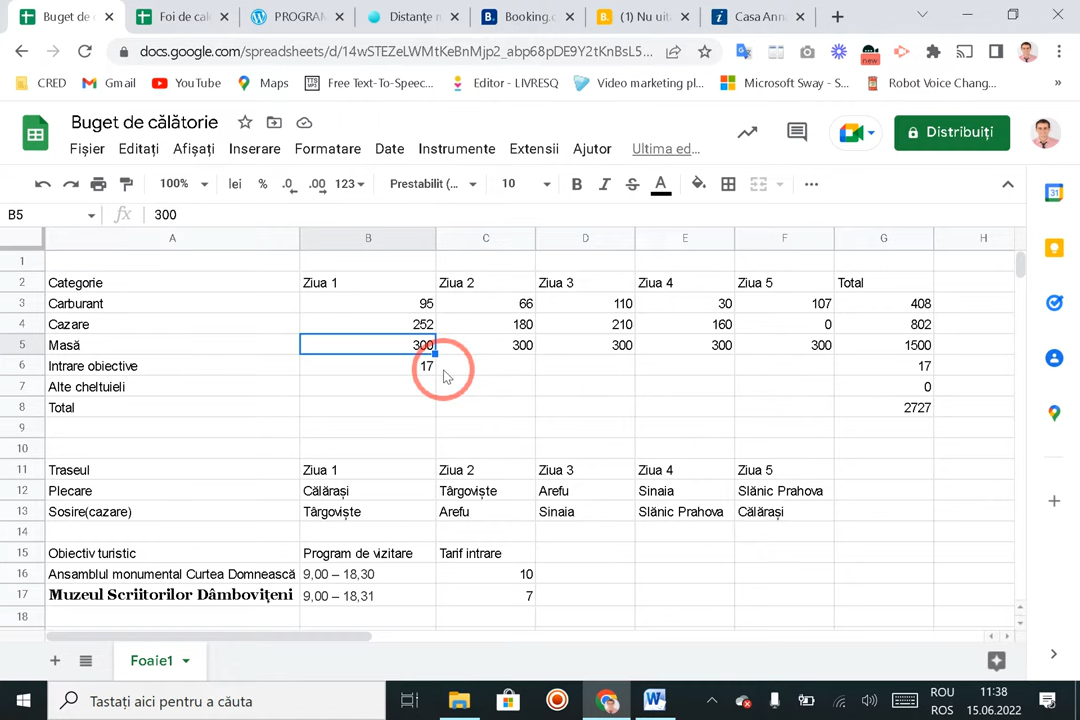 Buget de c
Foi de cal
PROGRAM
Distanțe r
Booking.c
(1) Nu uit
Casa Ann
docs.google.com/spreadsheets/d/14wSTEZeLWMtKeBnMjp2_abp68pDE9Y2tKnBsL5...
new
CRED
Gmail
YouTube
Maps
Free Text-To-Speec...
Editor - LIVRESQ
Video marketing pl...
Microsoft Sway - S...
Robot Voice Chang...
»
Buget de călătorie
Distribuiți
Fișier Editați Afișați Inserare Formatare Date Instrumente Extensii Ajutor Ultima ed...
100% lei % .0 .00 123 Prestabilit (... 10 B I S A
B5 fx 300
A B C D E F G H
1
2 Categorie Ziua 1 Ziua 2 Ziua 3 Ziua 4 Ziua 5 Total
3 Carburant 95 66 110 30 107 408
4 Cazare 252 180 210 160 0 802
5 Masă 300 300 300 300 300 1500
6 Intrare obiective 17 17
7 Alte cheltuieli 0
8 Total 2727
9
10
11 Traseul Ziua 1 Ziua 2 Ziua 3 Ziua 4 Ziua 5
12 Plecare Călărași Târgoviște Arefu Sinaia Slănic Prahova
13 Sosire(cazare) Târgoviște Arefu Sinaia Slănic Prahova Călărași
14
15 Obiectiv turistic Program de vizitare Tarif intrare
16 Ansamblul monumental Curtea Domnească 9,00 – 18,30 10
17 Muzeul Scriitorilor Dâmbovițeni 9,00 – 18,31 7
18
Foaie1
Tastați aici pentru a căuta
ROU 11:38
ROS 15.06.2022